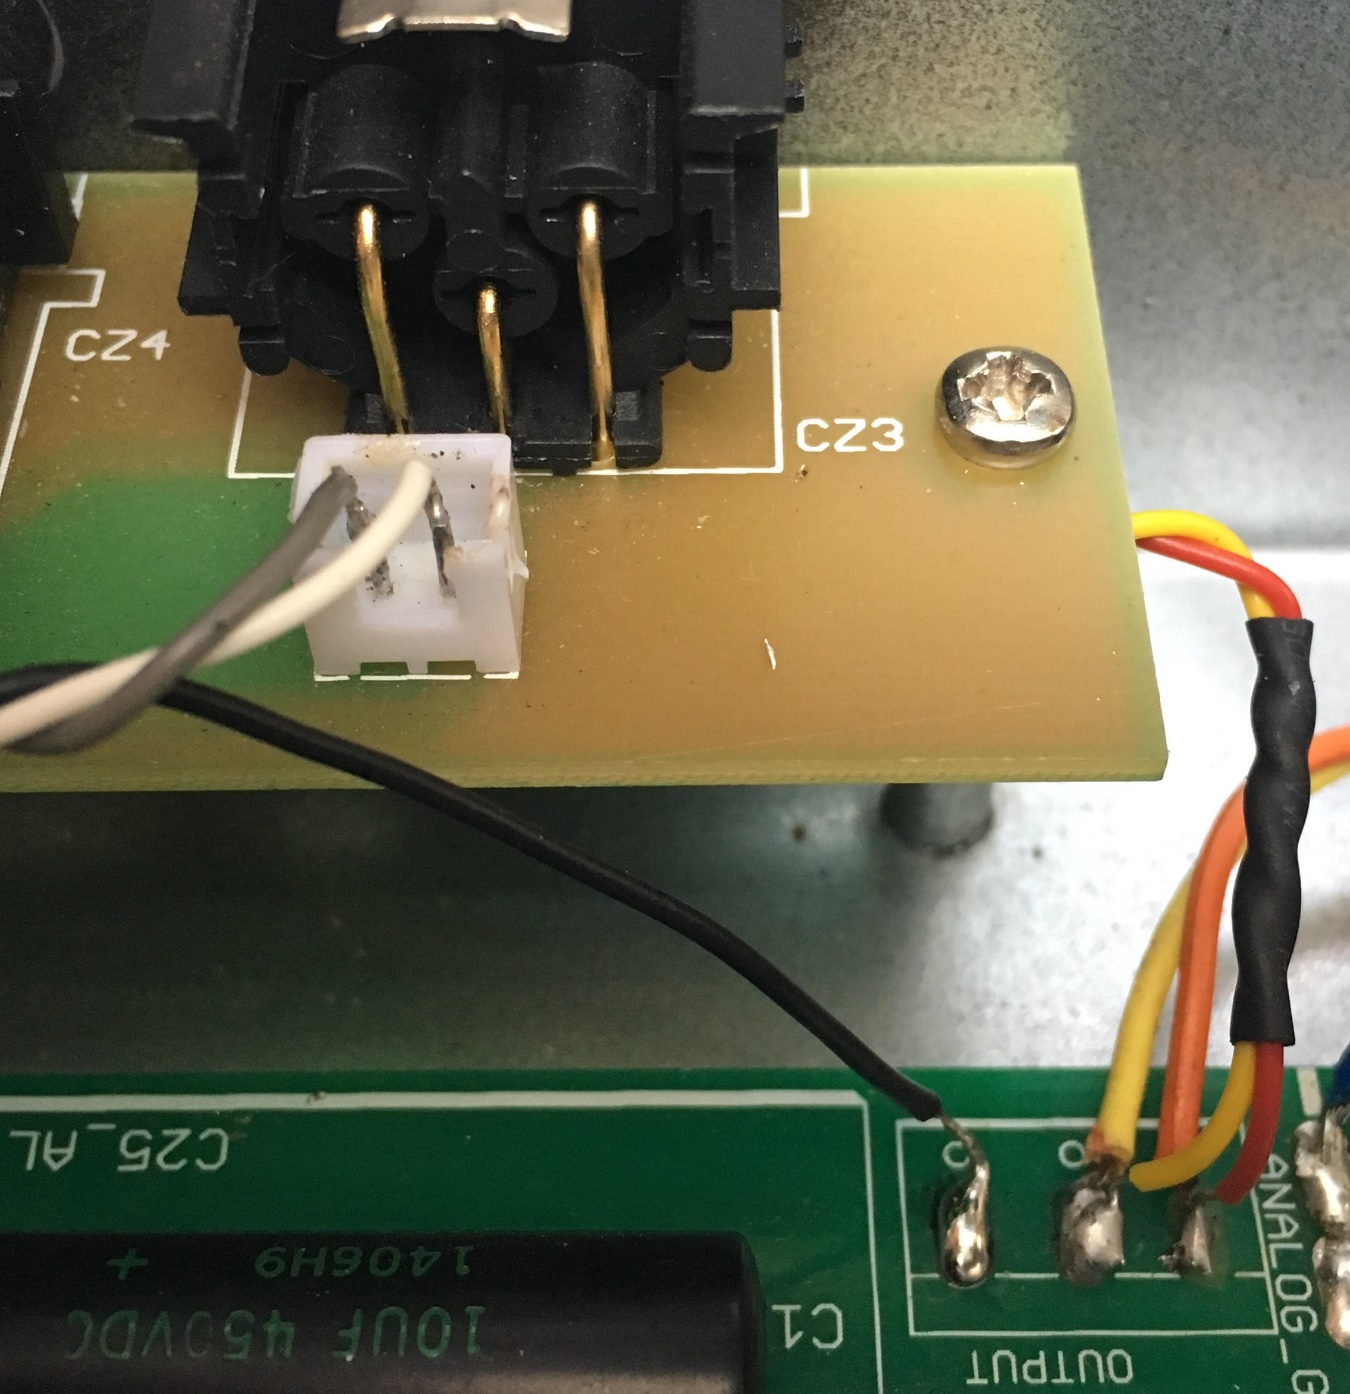 CZ4
CZ3
C25_AL
+ 1406H9
10UF 450VDC
C1
OUTPUT
ANALOG_G